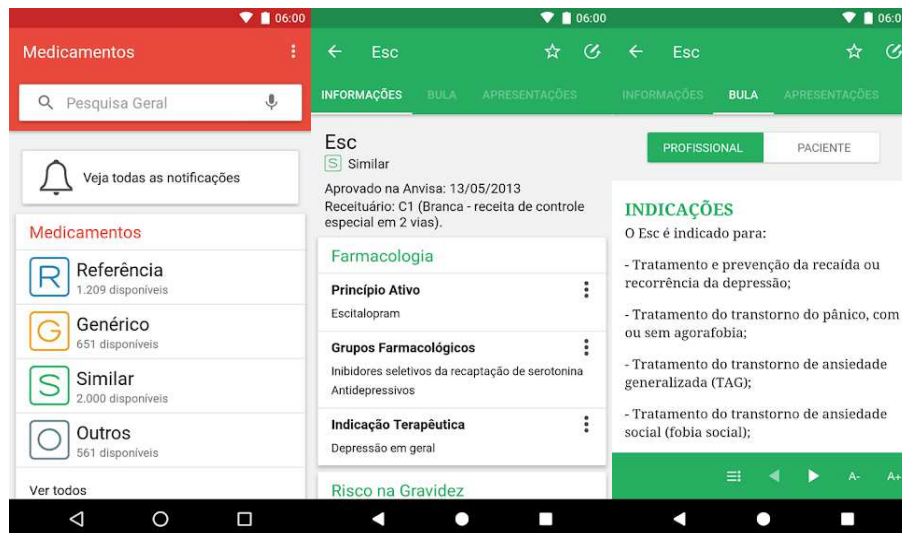 06:00
Medicamentos
Pesquisa Geral
Veja todas as notificações
Medicamentos
R Referência
1.209 disponíveis
G Genérico
651 disponíveis
S Similar
2.000 disponíveis
O Outros
561 disponíveis
Ver todos
06:00
Esc
INFORMAÇÕES BULA APRESENTAÇÕES
Esc
S Similar
Aprovado na Anvisa: 13/05/2013
Receituário: C1 (Branca - receita de controle
especial em 2 vias).
Farmacologia
Princípio Ativo
Escitalopram
Grupos Farmacológicos
Inibidores seletivos da recaptação de serotonina
Antidepressivos
Indicação Terapêutica
Depressão em geral
Risco na Gravidez
06:0
Esc
INFORMAÇÕES BULA APRESENTAÇÕES
PROFISSIONAL PACIENTE
INDICAÇÕES
O Esc é indicado para:
- Tratamento e prevenção da recaída ou
recorrência da depressão;
- Tratamento do transtorno do pânico, com
ou sem agorafobia;
- Tratamento do transtorno de ansiedade
generalizada (TAG);
- Tratamento do transtorno de ansiedade
social (fobia social);
A- A+